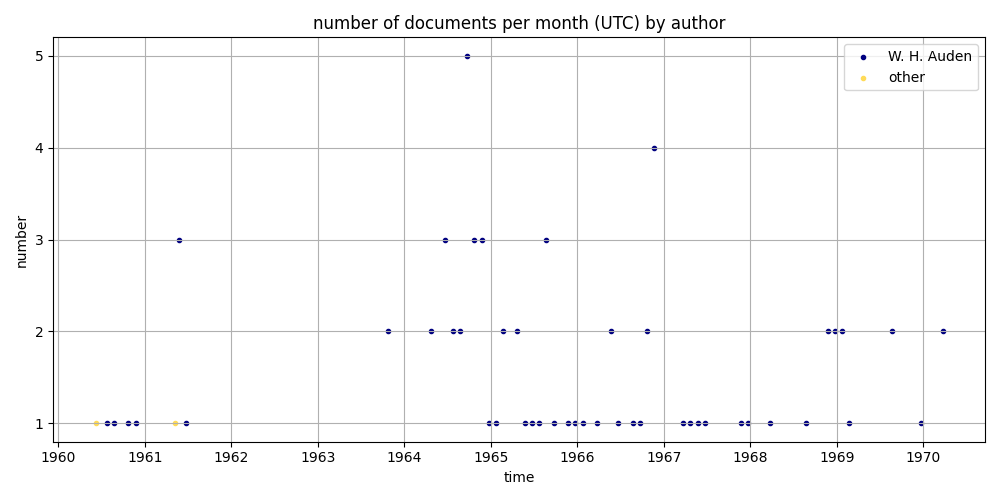 number of documents per month (UTC) by author
5
4
3
2
1
number
W. H. Auden
other
1960 1961 1962 1963 1964 1965 1966 1967 1968 1969 1970
time